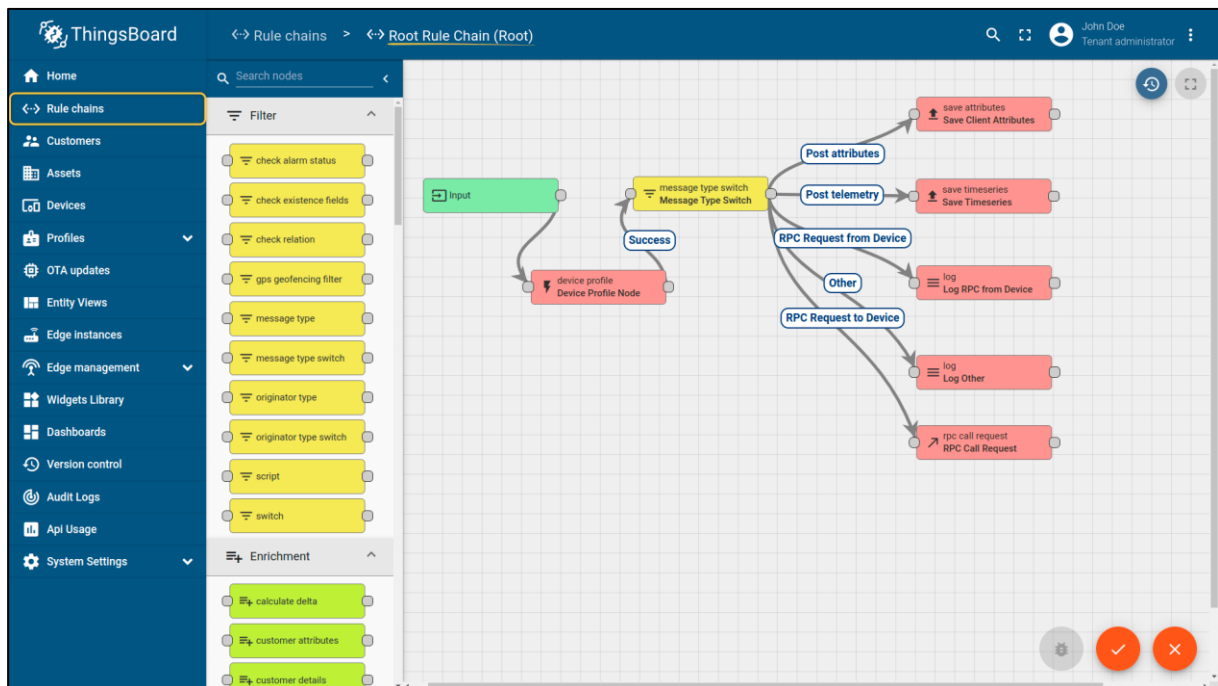 ThingsBoard
Rule chains > Root Rule Chain (Root)
John Doe
Tenant administrator
Home
Rule chains
Customers
Assets
Devices
Profiles
OTA updates
Entity Views
Edge instances
Edge management
Widgets Library
Dashboards
Version control
Audit Logs
Api Usage
System Settings
Search nodes
Filter
check alarm status
check existence fields
check relation
gps geofencing filter
message type
message type switch
originator type
originator type switch
script
switch
Enrichment
calculate delta
customer attributes
customer details
Input
device profile
Device Profile Node
Success
message type switch
Message Type Switch
Post attributes
Post telemetry
RPC Request from Device
Other
RPC Request to Device
save attributes
Save Client Attributes
save timeseries
Save Timeseries
log
Log RPC from Device
log
Log Other
rpc call request
RPC Call Request